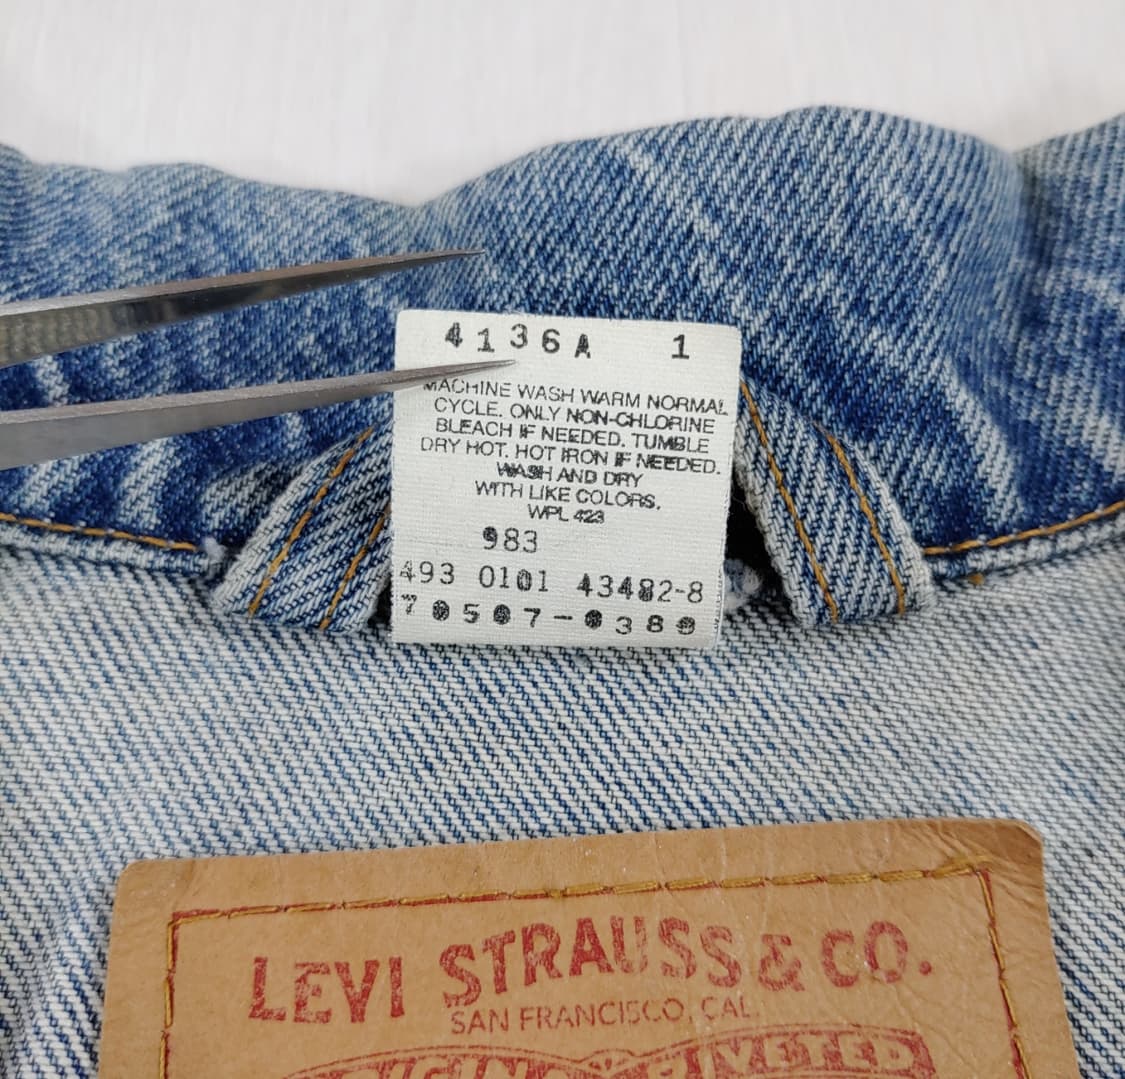 4136A 1
MACHINE WASH WARM NORMAL
CYCLE. ONLY NON-CHLORINE
BLEACH IF NEEDED. TUMBLE
DRY HOT. HOT IRON IF NEEDED.
WASH AND DRY
WITH LIKE COLORS.
WPL 423
983
493 0101 43482-8
70507-0389
LEVI STRAUSS & CO.
SAN FRANCISCO, CAL.